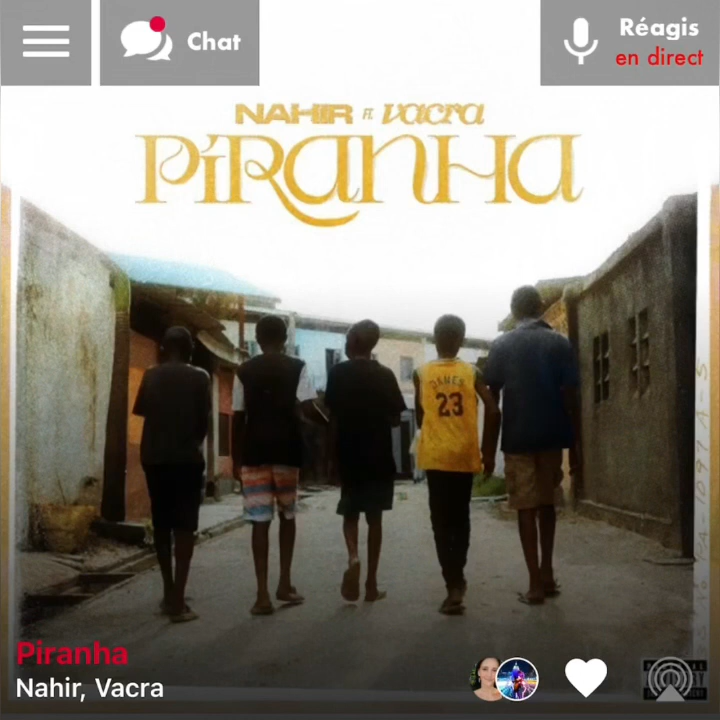 Chat
Réagis
en direct
NAHIR FT. vacra
PiRanHa
JAMES
23
Piranha
Nahir, Vacra